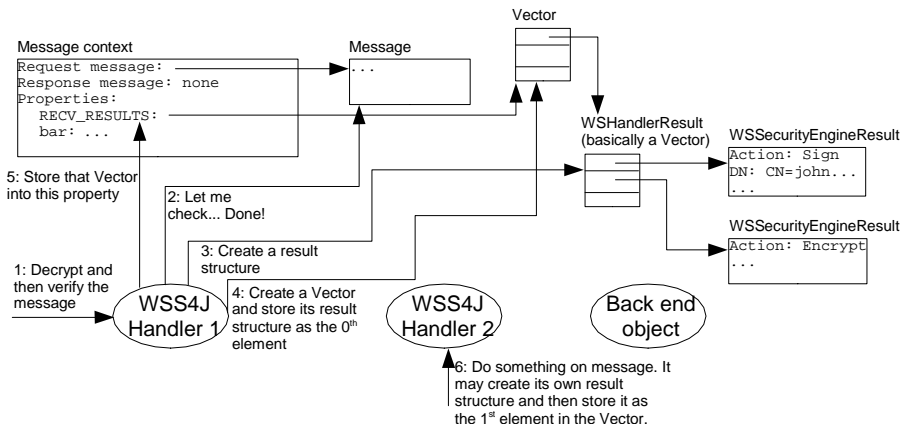 Vector
Message context
Request message:
Response message: none
Properties:
RECV_RESULTS:
bar: ...
Message
...
WSHandlerResult
(basically a Vector)
WSSecurityEngineResult
Action: Sign
DN: CN=john...
...
WSSecurityEngineResult
Action: Encrypt
...
5: Store that Vector
into this property
2: Let me
check... Done!
3: Create a result
structure
1: Decrypt and
then verify the
message
4: Create a Vector
and store its result
structure as the 0th
element
WSS4J
Handler 1
WSS4J
Handler 2
Back end
object
6: Do something on message. It
may create its own result
structure and then store it as
the 1st element in the Vector.